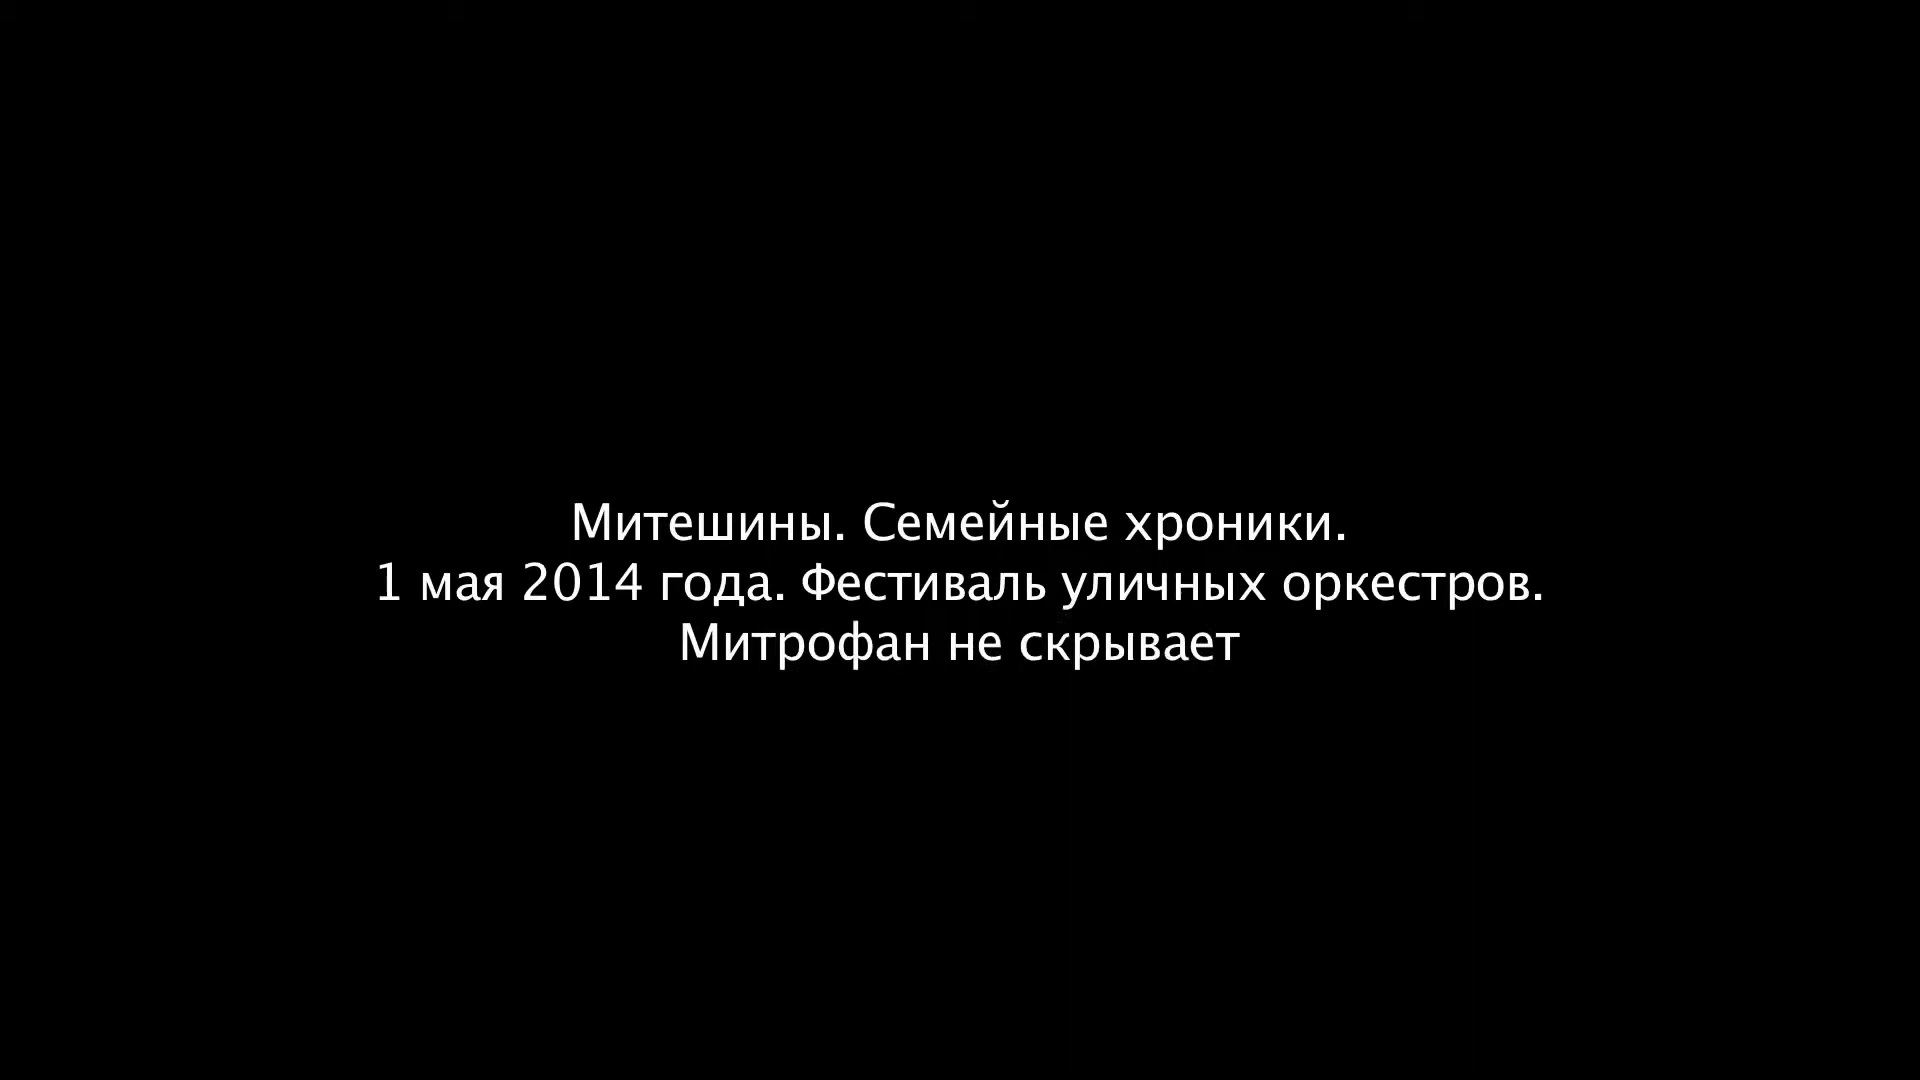 Митешины. Семейные хроники.
1 мая 2014 года. Фестиваль уличных оркестров.
Митрофан не скрывает